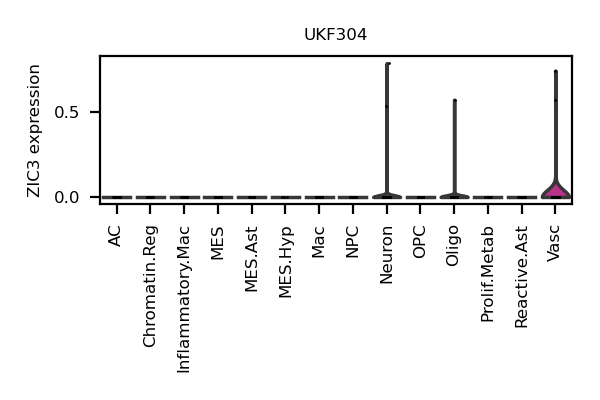 UKF304
ZIC3 expression
0.5
0.0
AC
Chromatin.Reg
Inflammatory.Mac
MES
MES.Ast
MES.Hyp
Mac
NPC
Neuron
OPC
Oligo
Prolif.Metab
Reactive.Ast
Vasc